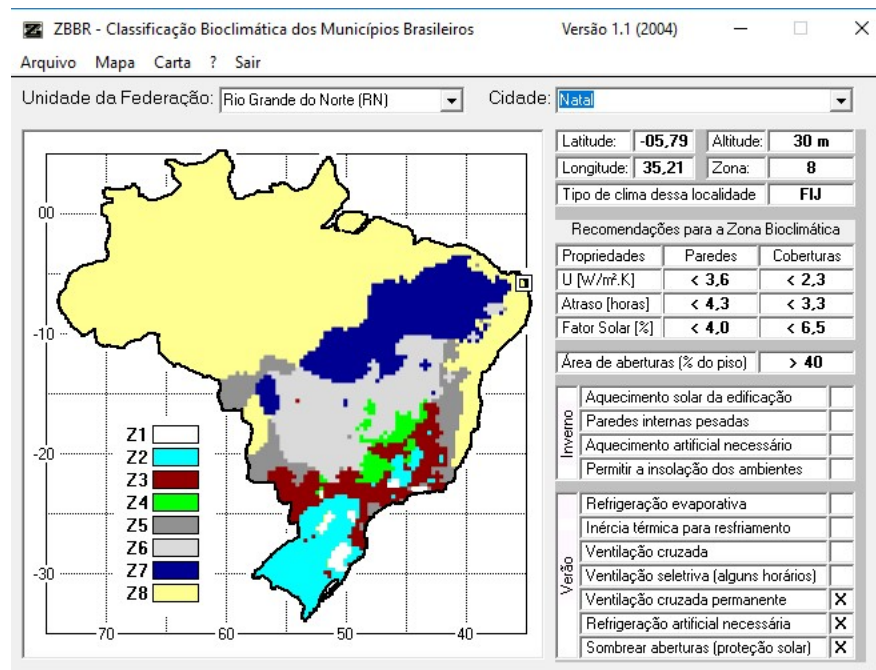 ZBBR - Classificação Bioclimática dos Municípios Brasileiros Versão 1.1 (2004)
Arquivo Mapa Carta ? Sair
Unidade da Federação: Rio Grande do Norte (RN) Cidade: Natal
Latitude: -05,79 Altitude: 30 m
Longitude: 35,21 Zona: 8
Tipo de clima dessa localidade FIJ
Recomendações para a Zona Bioclimática
Propriedades Paredes Coberturas
U [W/m².K] < 3,6 < 2,3
Atraso [horas] < 4,3 < 3,3
Fator Solar [%] < 4,0 < 6,5
Área de aberturas (% do piso) > 40
Inverno
Aquecimento solar da edificação
Paredes internas pesadas
Aquecimento artificial necessário
Permitir a insolação dos ambientes
Verão
Refrigeração evaporativa
Inércia térmica para resfriamento
Ventilação cruzada
Ventilação seletriva (alguns horários)
Ventilação cruzada permanente X
Refrigeração artificial necessária X
Sombrear aberturas (proteção solar) X
00
-10
-20
-30
Z1
Z2
Z3
Z4
Z5
Z6
Z7
Z8
-70 -60 -50 -40